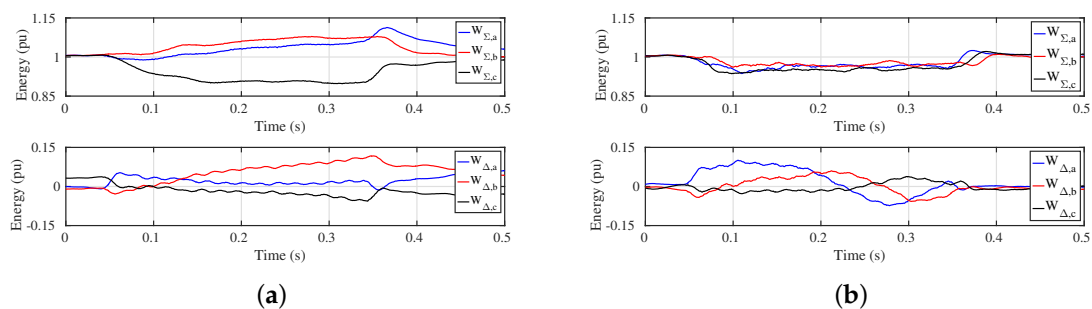 Energy (pu)
1.15
1
0.85
0 0.1 0.2 0.3 0.4 0.5
Time (s)
WΣ,a
WΣ,b
WΣ,c
Energy (pu)
0.15
0
-0.15
0 0.1 0.2 0.3 0.4 0.5
Time (s)
WΔ,a
WΔ,b
WΔ,c
(a)
Energy (pu)
1.15
1
0.85
0 0.1 0.2 0.3 0.4 0.5
Time (s)
WΣ,a
WΣ,b
WΣ,c
Energy (pu)
0.15
0
-0.15
0 0.1 0.2 0.3 0.4 0.5
Time (s)
WΔ,a
WΔ,b
WΔ,c
(b)